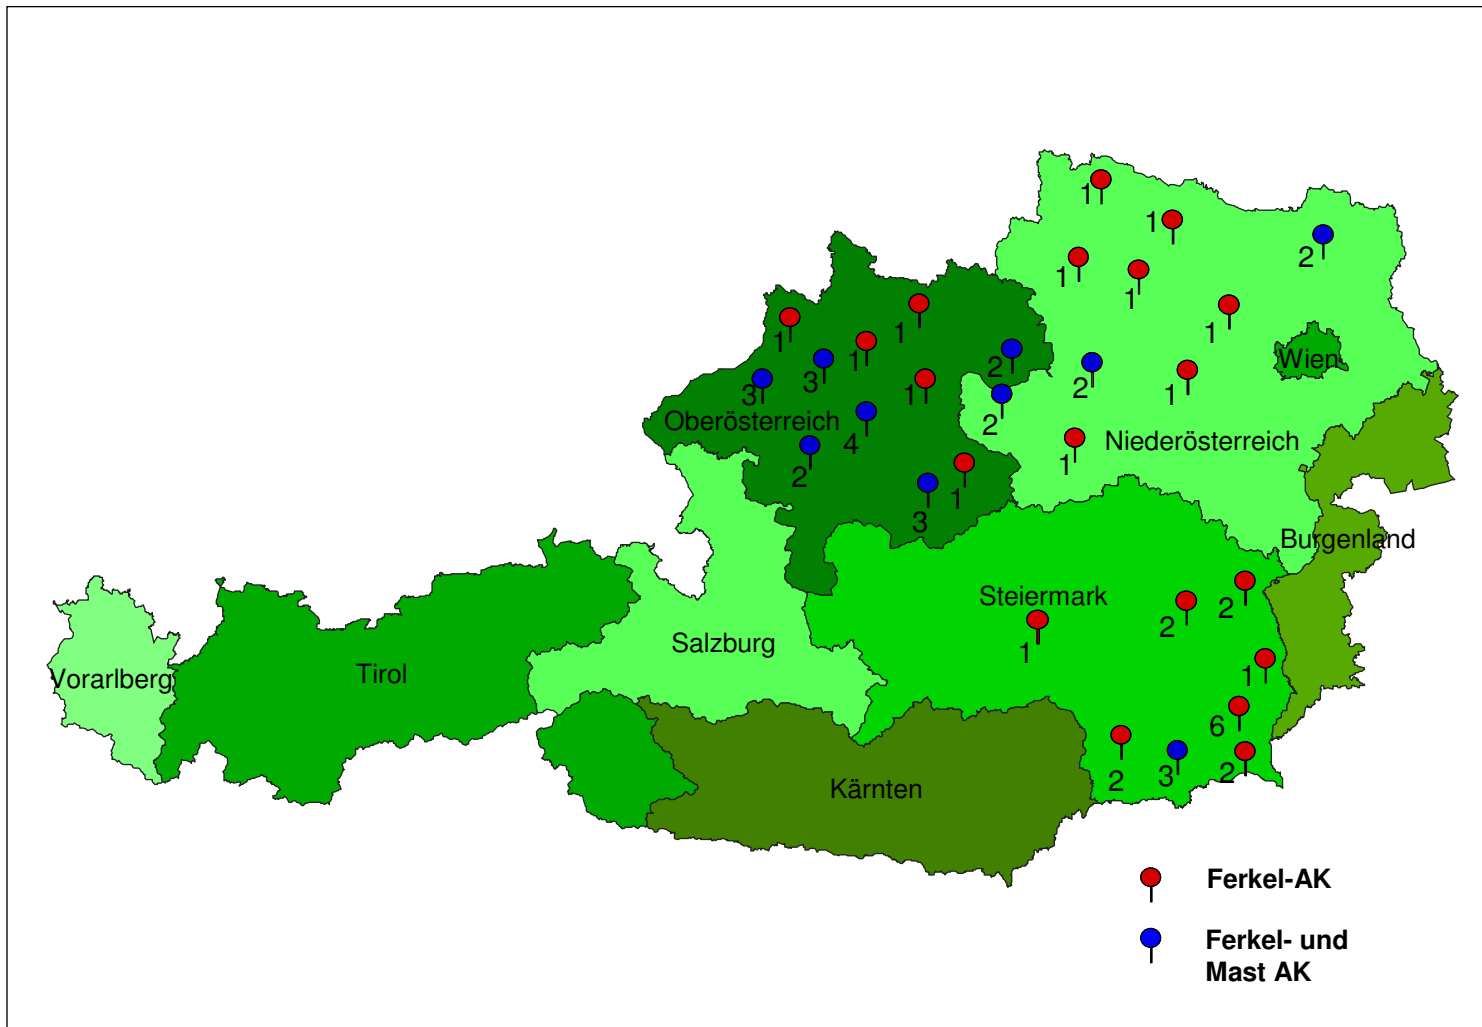 1
1
2
1
1
1
1
1
1
3
1
2
2
Wien
3
1
1
2
Oberösterreich
4
Niederösterreich
1
2
1
3
Burgenland
Steiermark
2
2
1
Salzburg
Tirol
Vorarlberg
1
6
2
3
2
Kärnten
Ferkel-AK
Ferkel- und
Mast AK